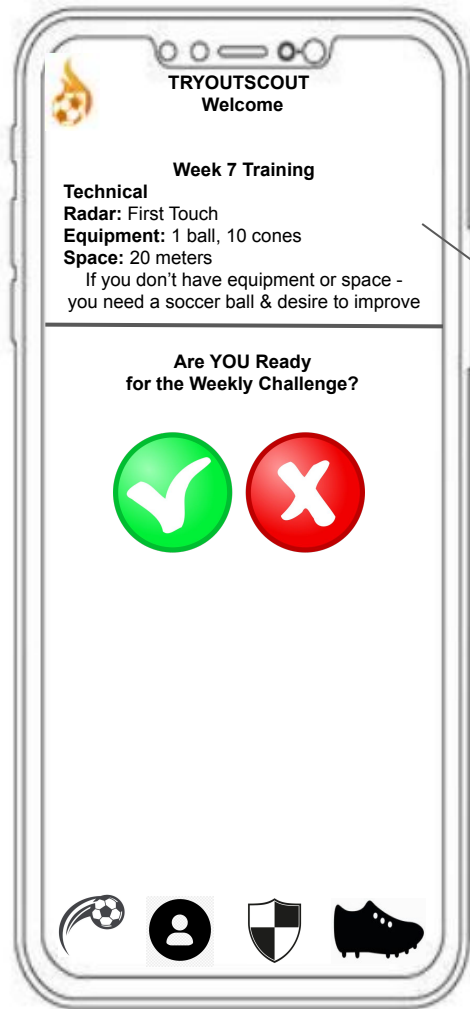 TRYOUTSCOUT
Welcome
Week 7 Training
Technical
Radar: First Touch
Equipment: 1 ball, 10 cones
Space: 20 meters
If you don’t have equipment or space -
you need a soccer ball & desire to improve
Are YOU Ready
for the Weekly Challenge?